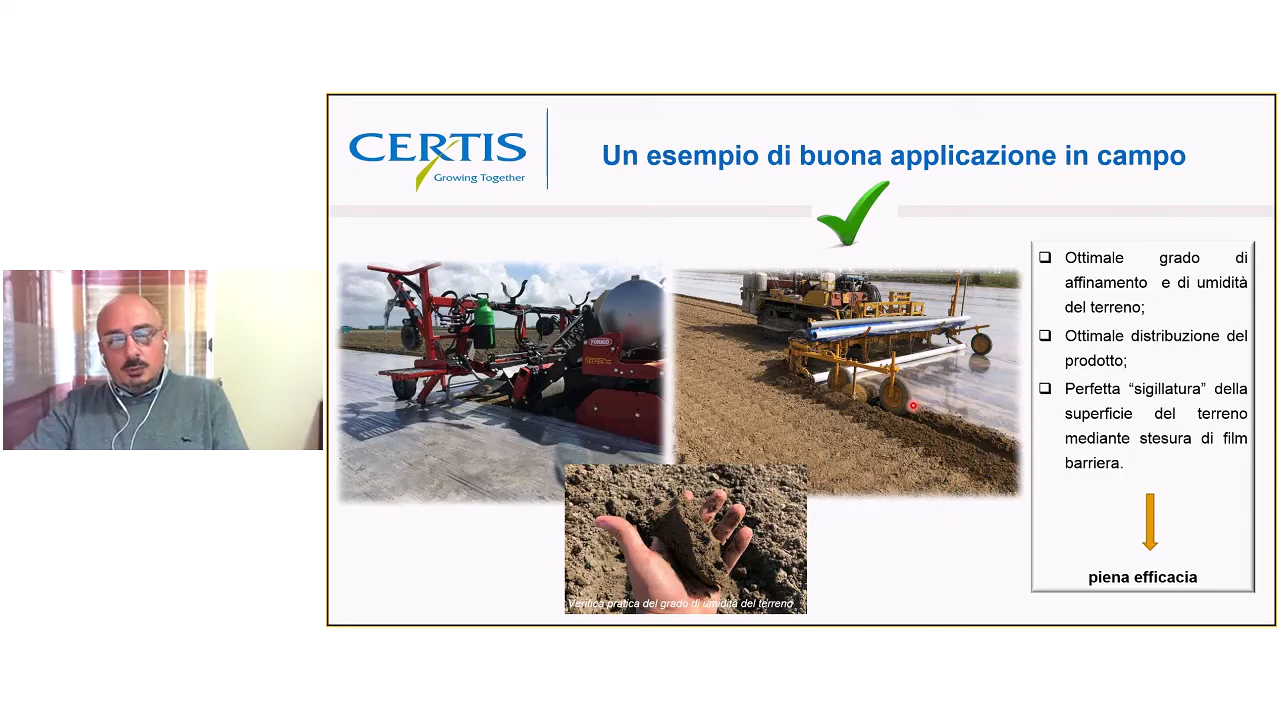 CERTIS
Growing Together
Un esempio di buona applicazione in campo
FORIGO
Verifica pratica del grado di umidità del terreno
❑ Ottimale grado di
affinamento e di umidità
del terreno;
❑ Ottimale distribuzione del
prodotto;
❑ Perfetta “sigillatura” della
superficie del terreno
mediante stesura di film
barriera.
piena efficacia